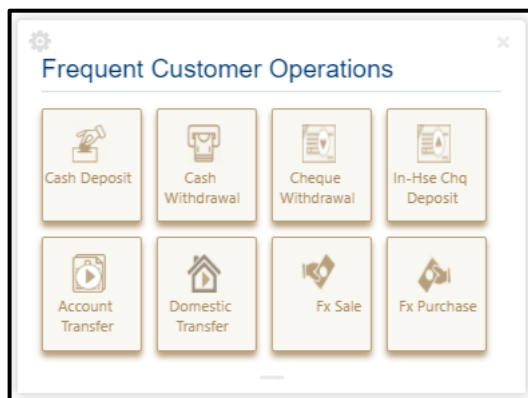 Frequent Customer Operations
Cash Deposit
Cash
Withdrawal
Cheque
Withdrawal
In-Hse Chq
Deposit
Account
Transfer
Domestic
Transfer
Fx Sale
Fx Purchase